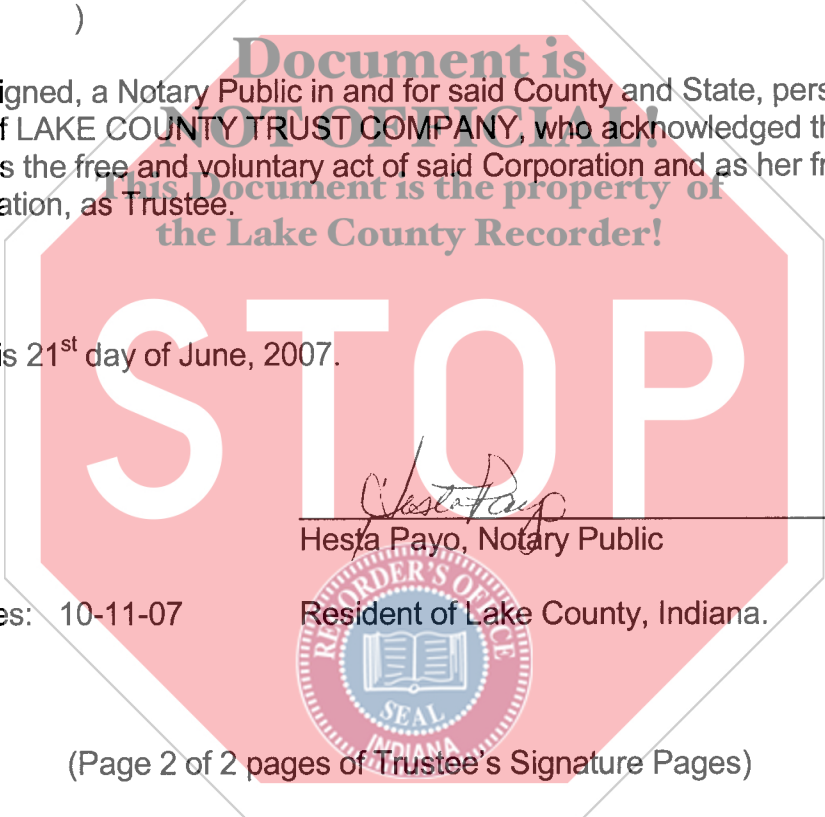 )
Document is
igned, a Notary Public in and for said County and State, pers
NOT OFFICIAL!
f LAKE COUNTY TRUST COMPANY, who acknowledged th
s the free and voluntary act of said Corporation and as her fr
This Document is the property of
ation, as Trustee.
the Lake County Recorder!
STOP
is 21st day of June, 2007.
Hesta Payo
Hesta Payo, Notary Public
es: 10-11-07 Resident of Lake County, Indiana.
RECORDER'S OFFICE
SEAL
INDIANA
(Page 2 of 2 pages of Trustee's Signature Pages)